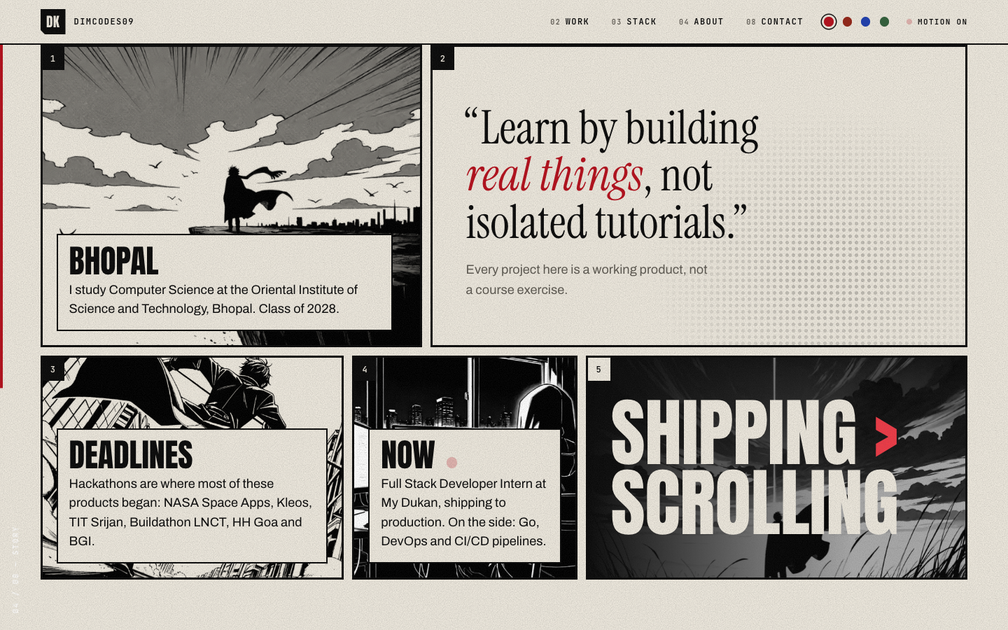 DK DIMCODES09
02 WORK 03 STACK 04 ABOUT 08 CONTACT MOTION ON
1
BHOPAL
I study Computer Science at the Oriental Institute of
Science and Technology, Bhopal. Class of 2028.
2
“Learn by building
real things, not
isolated tutorials.”
Every project here is a working product, not
a course exercise.
3
DEADLINES
Hackathons are where most of these
products began: NASA Space Apps, Kleos,
TIT Srijan, Buildathon LNCT, HH Goa and
BGI.
4
NOW
Full Stack Developer Intern at
My Dukan, shipping to
production. On the side: Go,
DevOps and CI/CD pipelines.
5
SHIPPING >
SCROLLING